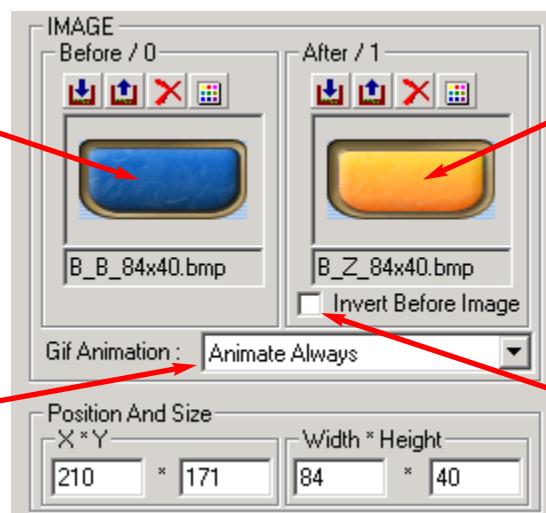 IMAGE
Before / 0
After / 1
B_B_84x40.bmp
B_Z_84x40.bmp
Invert Before Image
Gif Animation : Animate Always
Position And Size
X * Y
Width * Height
210 * 171
84 * 40